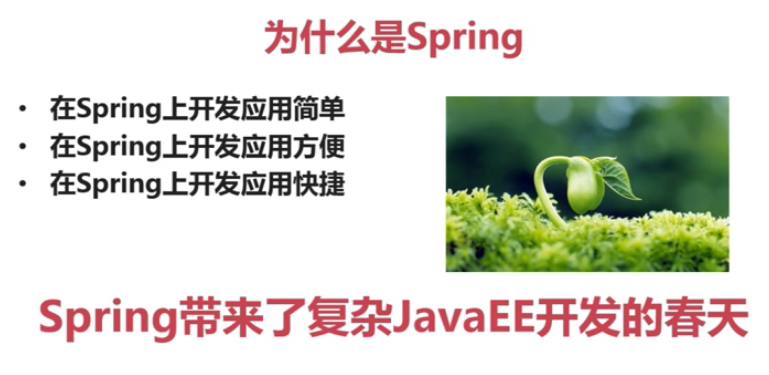 为什么是Spring
• 在Spring上开发应用简单
• 在Spring上开发应用方便
• 在Spring上开发应用快捷
Spring带来了复杂JavaEE开发的春天